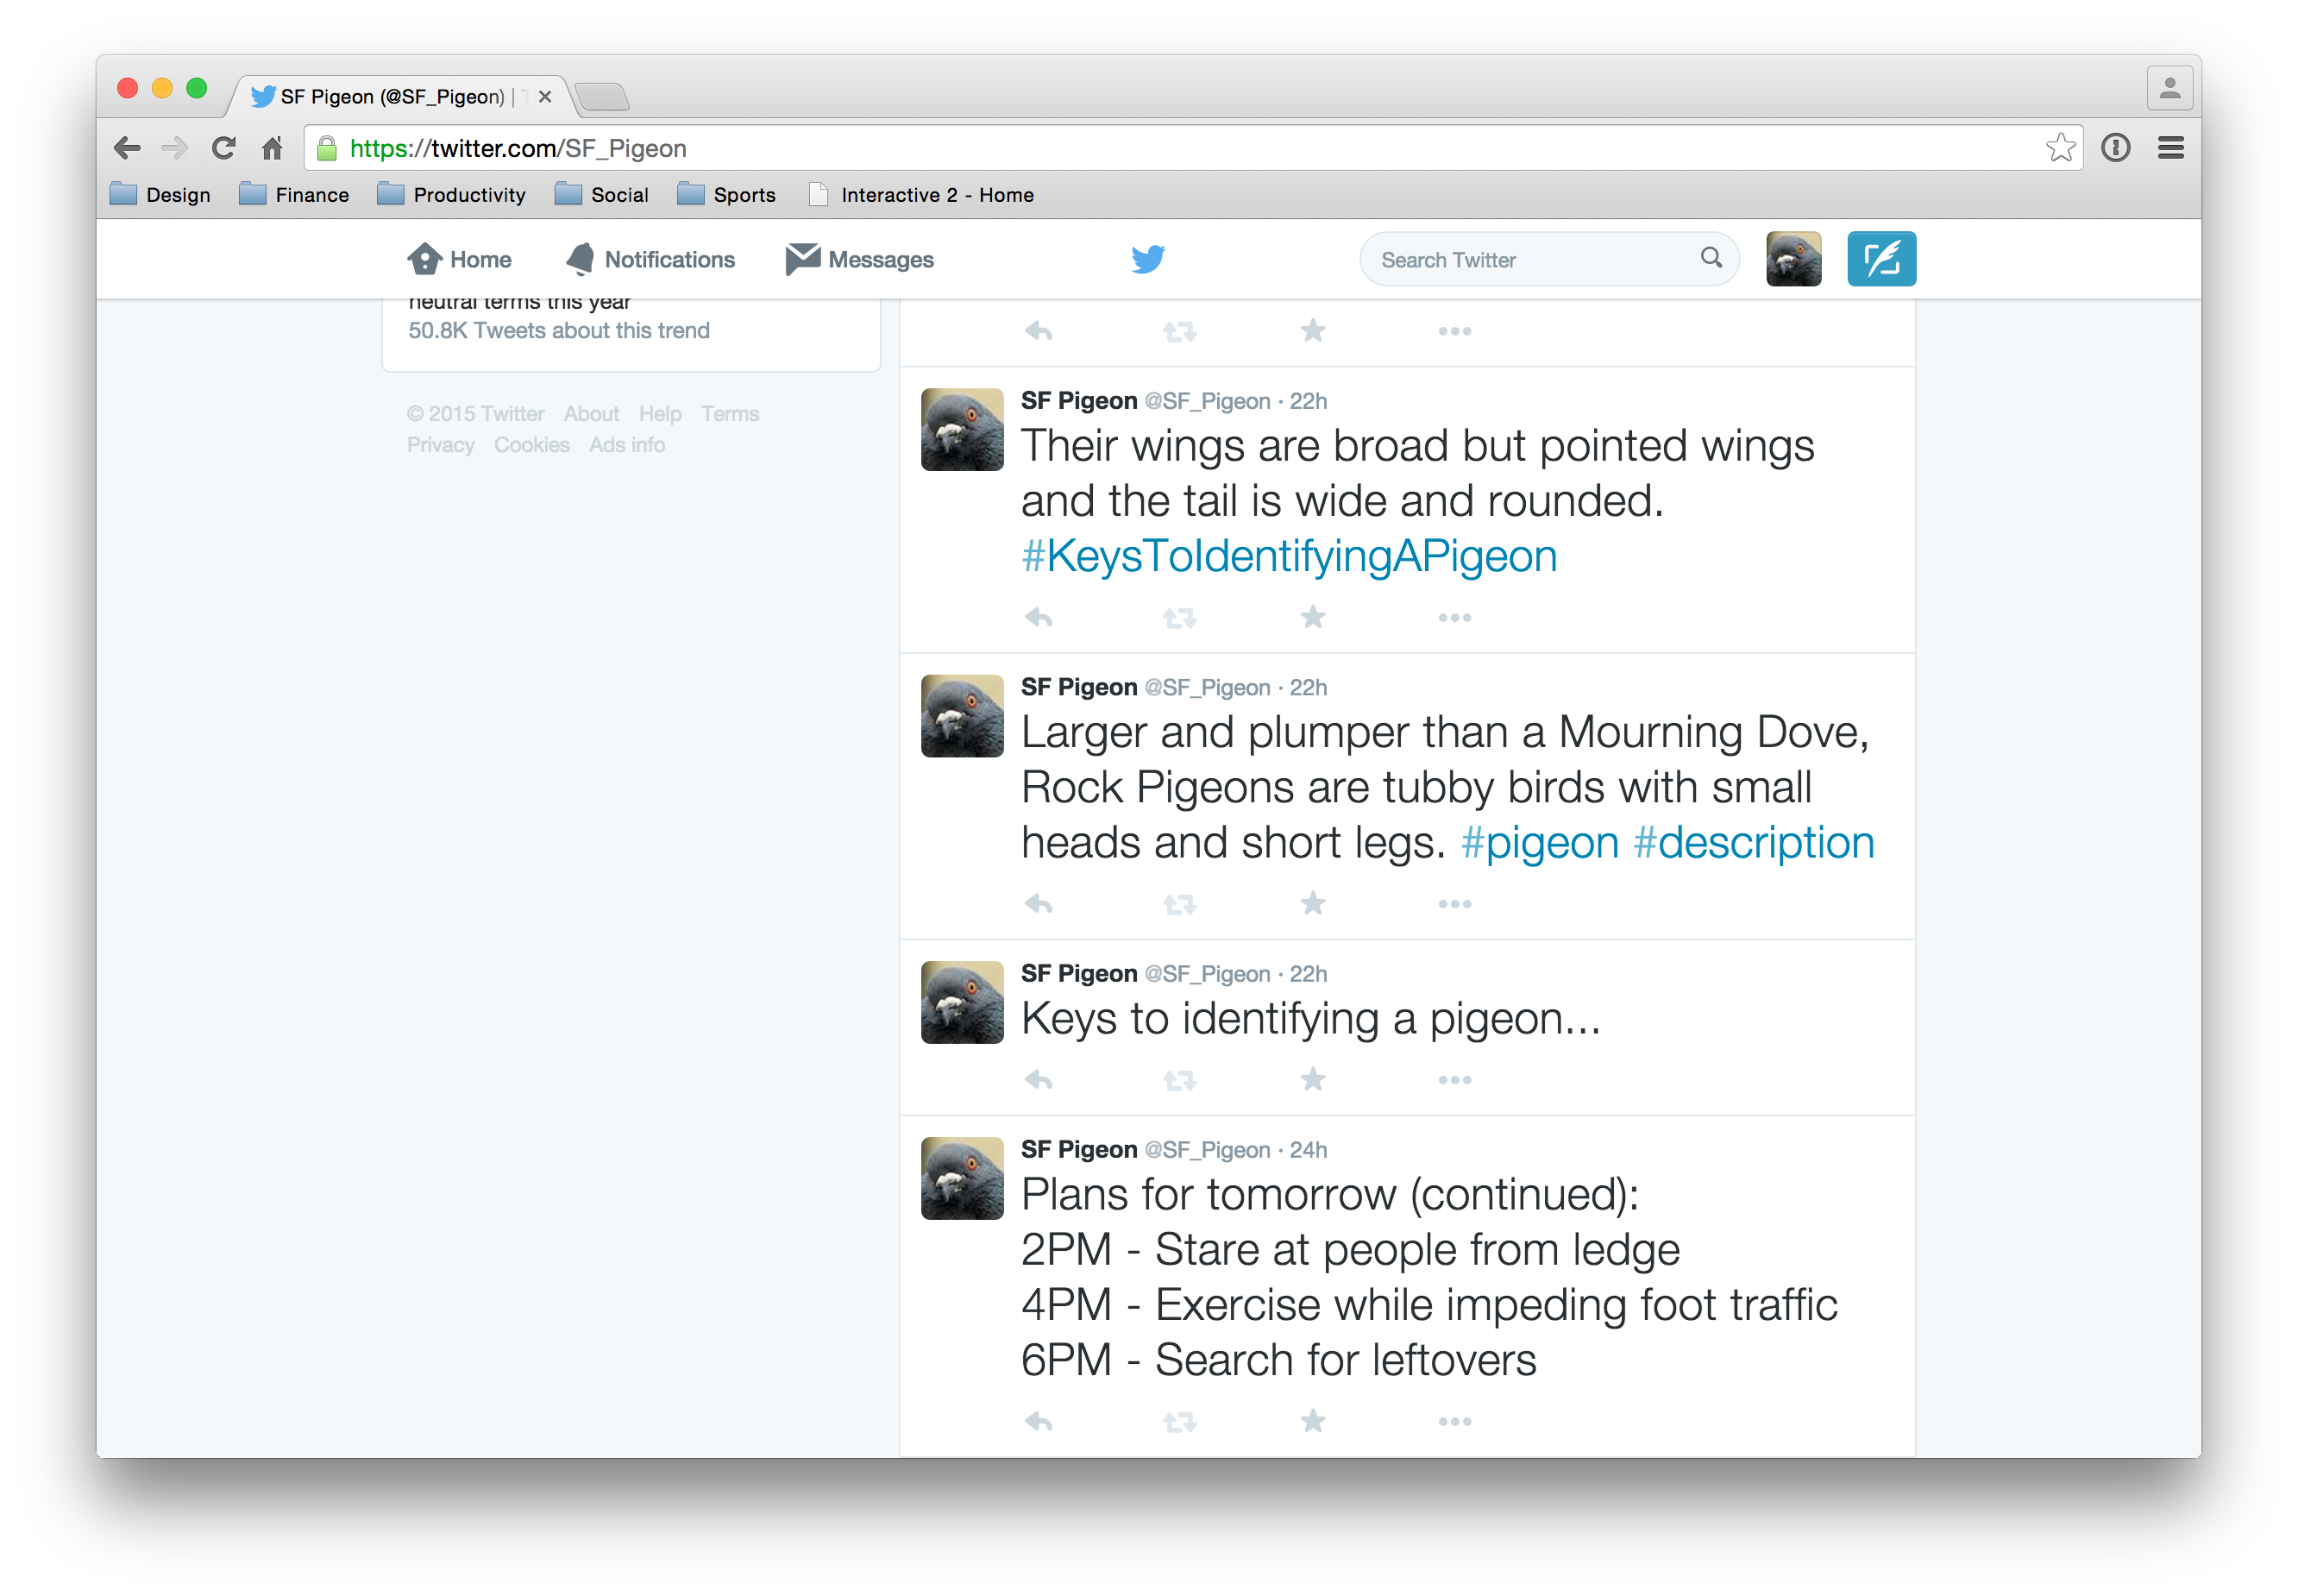 SF Pigeon (@SF_Pigeon) |
https://twitter.com/SF_Pigeon
Design Finance Productivity Social Sports Interactive 2 - Home
Home Notifications Messages Search Twitter
neutral terms this year
50.8K Tweets about this trend
© 2015 Twitter About Help Terms
Privacy Cookies Ads info
SF Pigeon @SF_Pigeon · 22h
Their wings are broad but pointed wings
and the tail is wide and rounded.
#KeysToIdentifyingAPigeon
SF Pigeon @SF_Pigeon · 22h
Larger and plumper than a Mourning Dove,
Rock Pigeons are tubby birds with small
heads and short legs. #pigeon #description
SF Pigeon @SF_Pigeon · 22h
Keys to identifying a pigeon...
SF Pigeon @SF_Pigeon · 24h
Plans for tomorrow (continued):
2PM - Stare at people from ledge
4PM - Exercise while impeding foot traffic
6PM - Search for leftovers